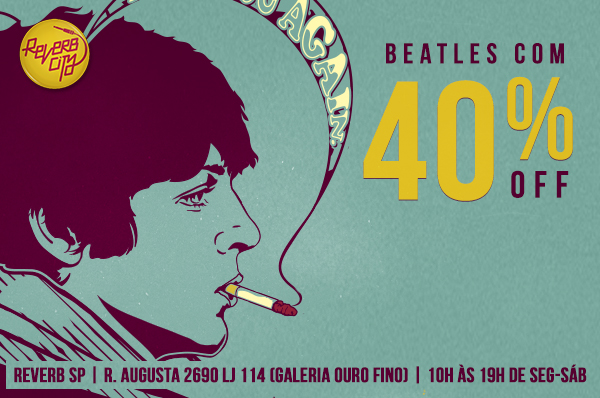 REVERB
CITY
AGAIN.
BEATLES COM
40%
OFF
REVERB SP | R. AUGUSTA 2690 LJ 114 (GALERIA OURO FINO) | 10H ÀS 19H DE SEG-SÁB